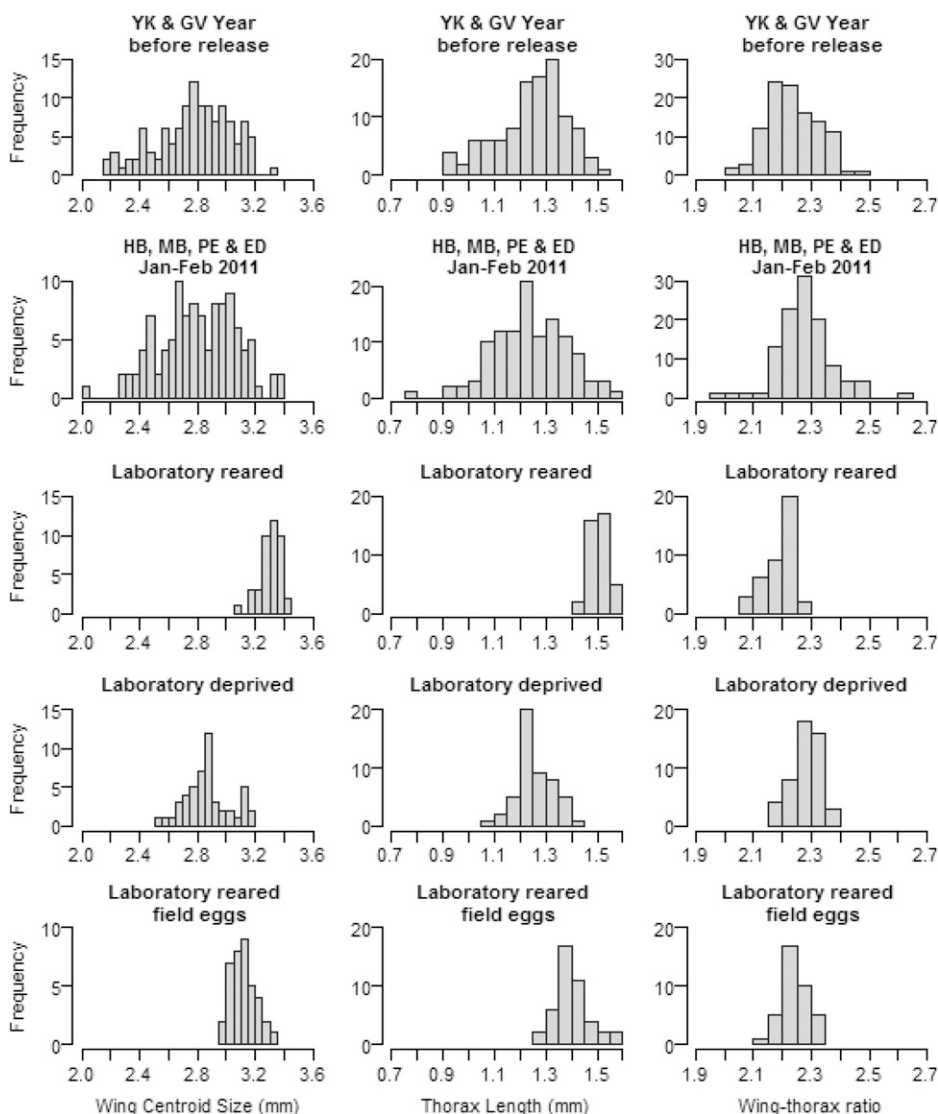 YK & GV Year
before release
YK & GV Year
before release
YK & GV Year
before release
Frequency
15
10
5
0
2.0 2.4 2.8 3.2 3.6
20
10
0
0.7 0.9 1.1 1.3 1.5
30
20
10
0
1.9 2.1 2.3 2.5 2.7
HB, MB, PE & ED
Jan-Feb 2011
HB, MB, PE & ED
Jan-Feb 2011
HB, MB, PE & ED
Jan-Feb 2011
Frequency
10
5
0
2.0 2.4 2.8 3.2 3.6
20
10
0
0.7 0.9 1.1 1.3 1.5
30
20
10
0
1.9 2.1 2.3 2.5 2.7
Laboratory reared
Laboratory reared
Laboratory reared
Frequency
15
10
5
0
2.0 2.4 2.8 3.2 3.6
20
10
0
0.7 0.9 1.1 1.3 1.5
20
10
0
1.9 2.1 2.3 2.5 2.7
Laboratory deprived
Laboratory deprived
Laboratory deprived
Frequency
15
10
5
0
2.0 2.4 2.8 3.2 3.6
20
10
0
0.7 0.9 1.1 1.3 1.5
20
10
0
1.9 2.1 2.3 2.5 2.7
Laboratory reared
field eggs
Laboratory reared
field eggs
Laboratory reared
field eggs
Frequency
10
5
0
2.0 2.4 2.8 3.2 3.6
20
10
0
0.7 0.9 1.1 1.3 1.5
20
10
0
1.9 2.1 2.3 2.5 2.7
Wing Centroid Size (mm)
Thorax Length (mm)
Wing-thorax ratio